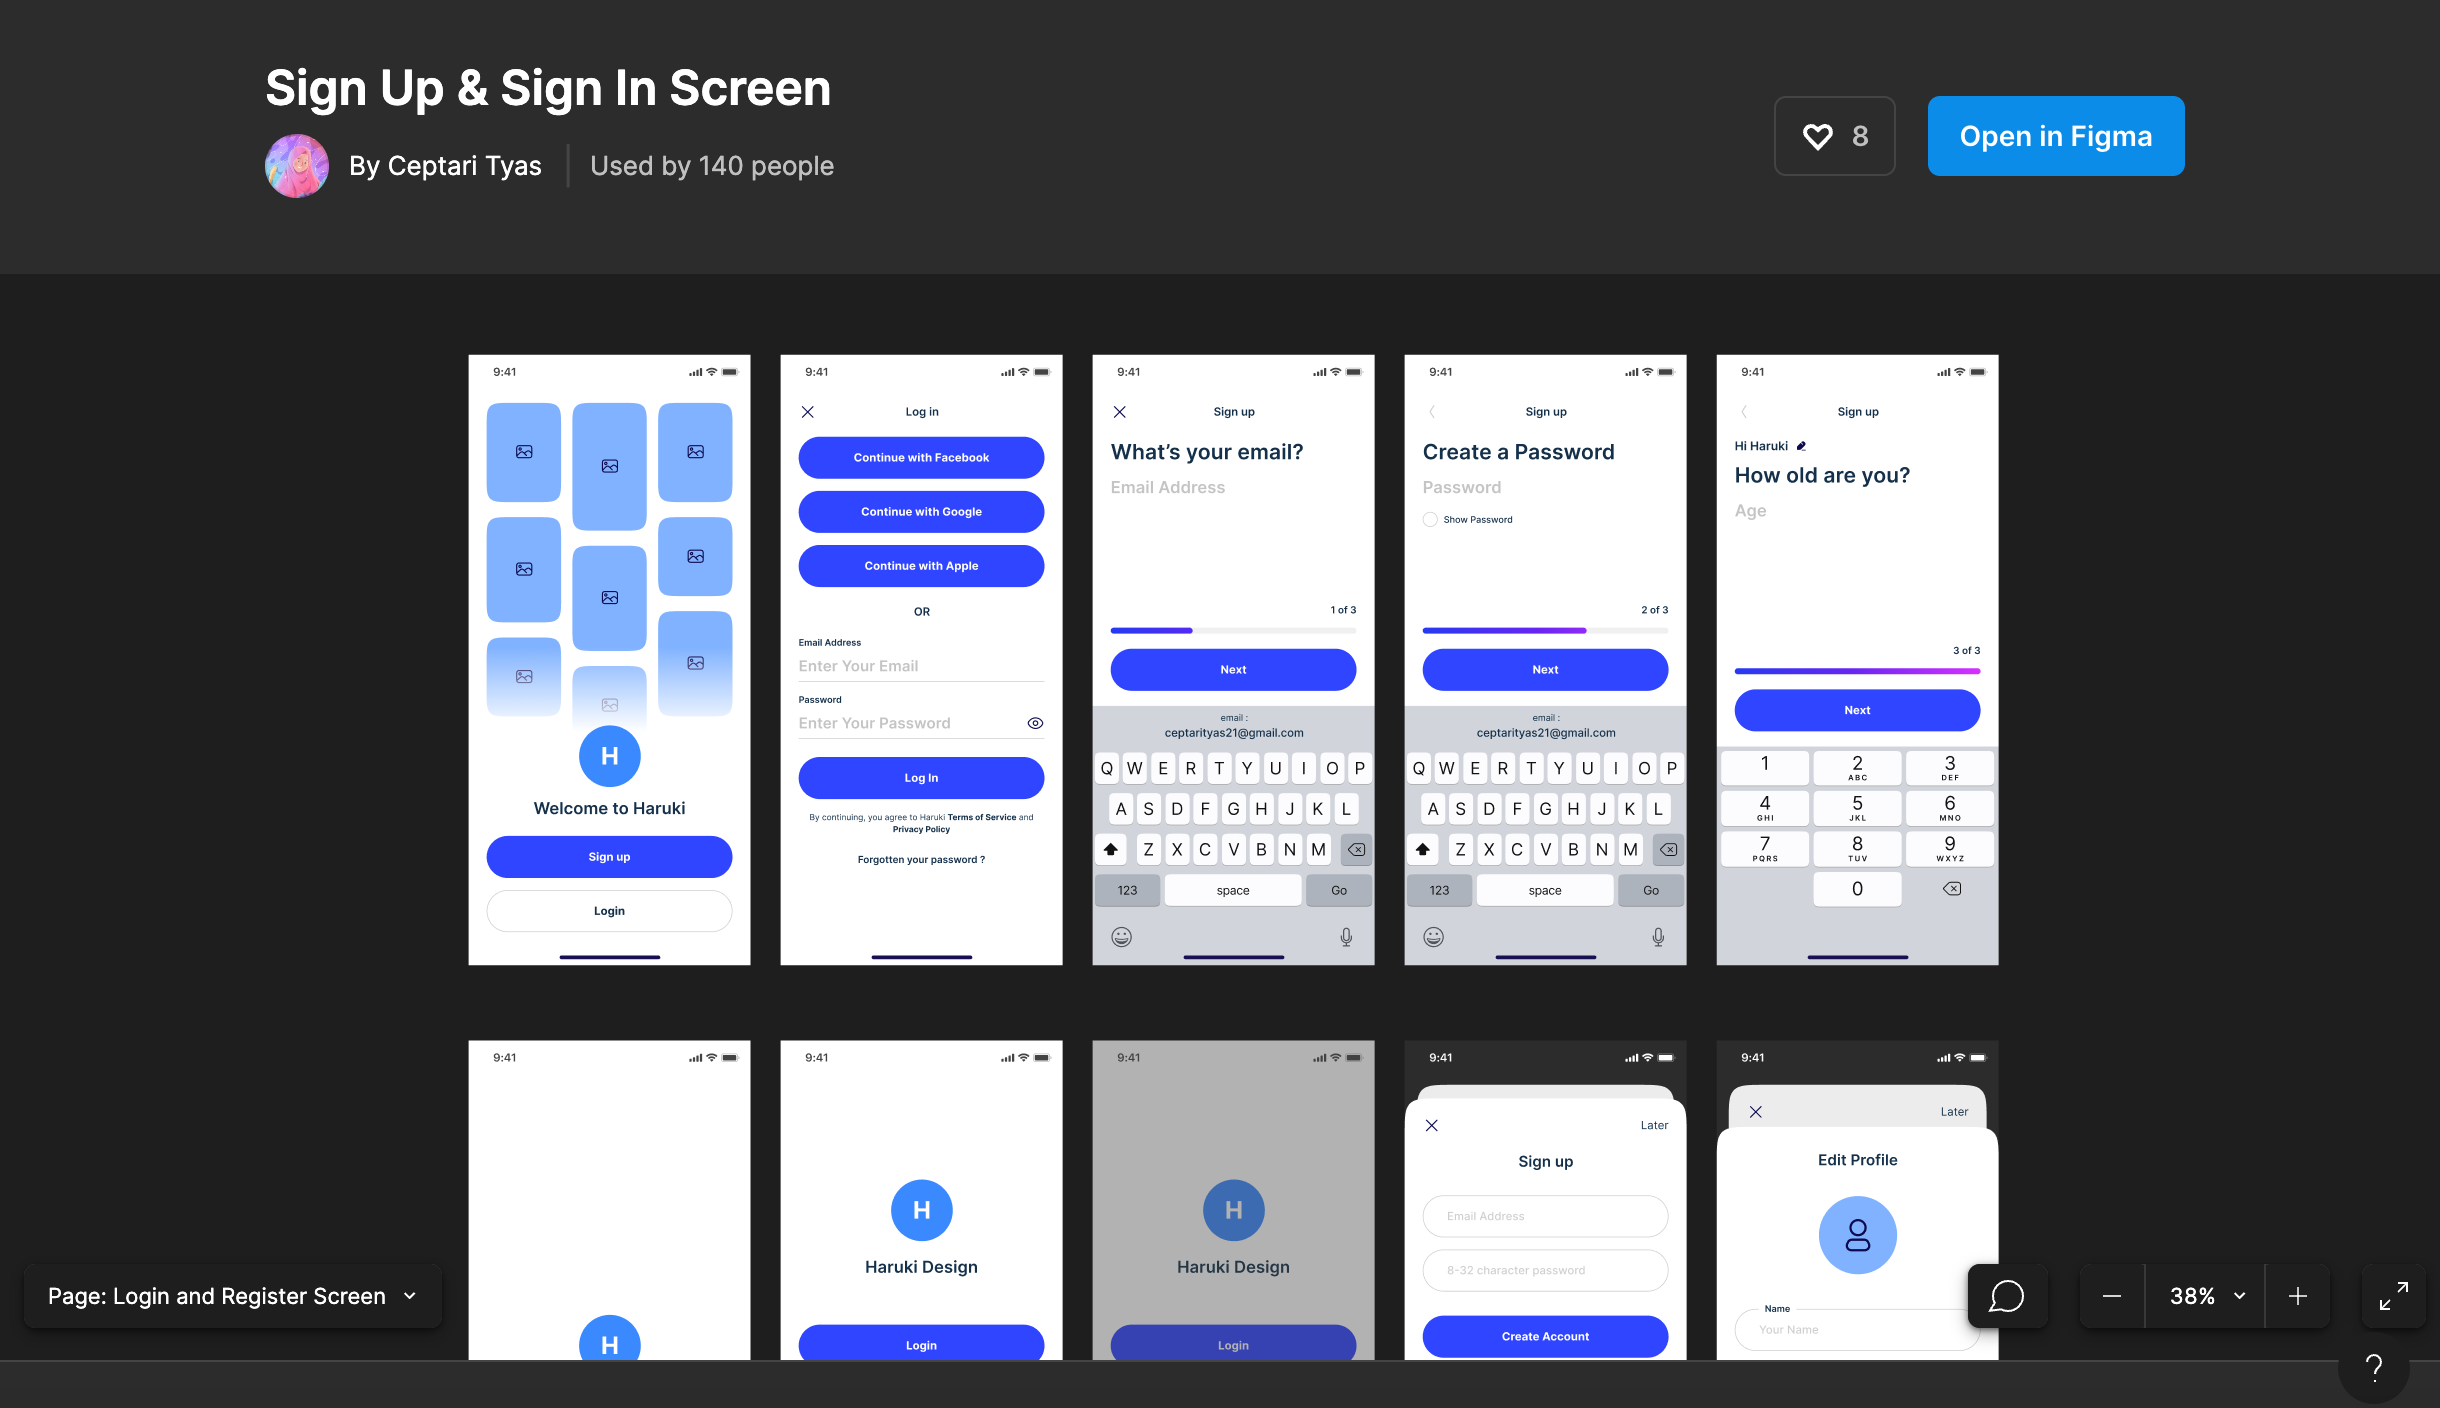 Sign Up & Sign In Screen
By Ceptari Tyas
Used by 140 people
8
Open in Figma
9:41
H
Welcome to Haruki
Sign up
Login
9:41
Log in
Continue with Facebook
Continue with Google
Continue with Apple
OR
Email Address
Enter Your Email
Password
Enter Your Password
Log In
By continuing, you agree to Haruki Terms of Service and
Privacy Policy
Forgotten your password ?
9:41
Sign up
What's your email?
Email Address
1 of 3
Next
email :
ceptarityas21@gmail.com
Q W E R T Y U I O P
A S D F G H J K L
Z X C V B N M
123 space Go
9:41
Sign up
Create a Password
Password
Show Password
2 of 3
Next
email :
ceptarityas21@gmail.com
Q W E R T Y U I O P
A S D F G H J K L
Z X C V B N M
123 space Go
9:41
Sign up
Hi Haruki
How old are you?
Age
3 of 3
Next
1 2 3
ABC DEF
4 5 6
GHI JKL MNO
7 8 9
PQRS TUV WXYZ
0
9:41
H
9:41
H
Haruki Design
Login
9:41
H
Haruki Design
Login
9:41
Later
Sign up
Email Address
8-32 character password
Create Account
9:41
Later
Edit Profile
Name
Your Name
Page: Login and Register Screen
38%
?